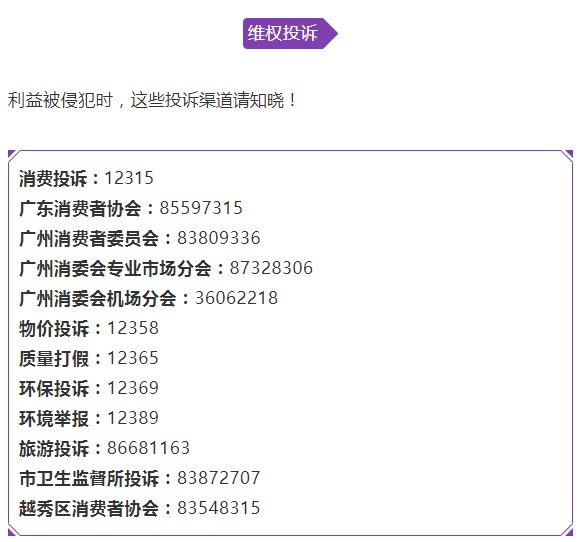 维权投诉
利益被侵犯时，这些投诉渠道请知晓！
消费投诉：12315
广东消费者协会：85597315
广州消费者委员会：83809336
广州消委会专业市场分会：87328306
广州消委会机场分会：36062218
物价投诉：12358
质量打假：12365
环保投诉：12369
环境举报：12389
旅游投诉：86681163
市卫生监督所投诉：83872707
越秀区消费者协会：83548315